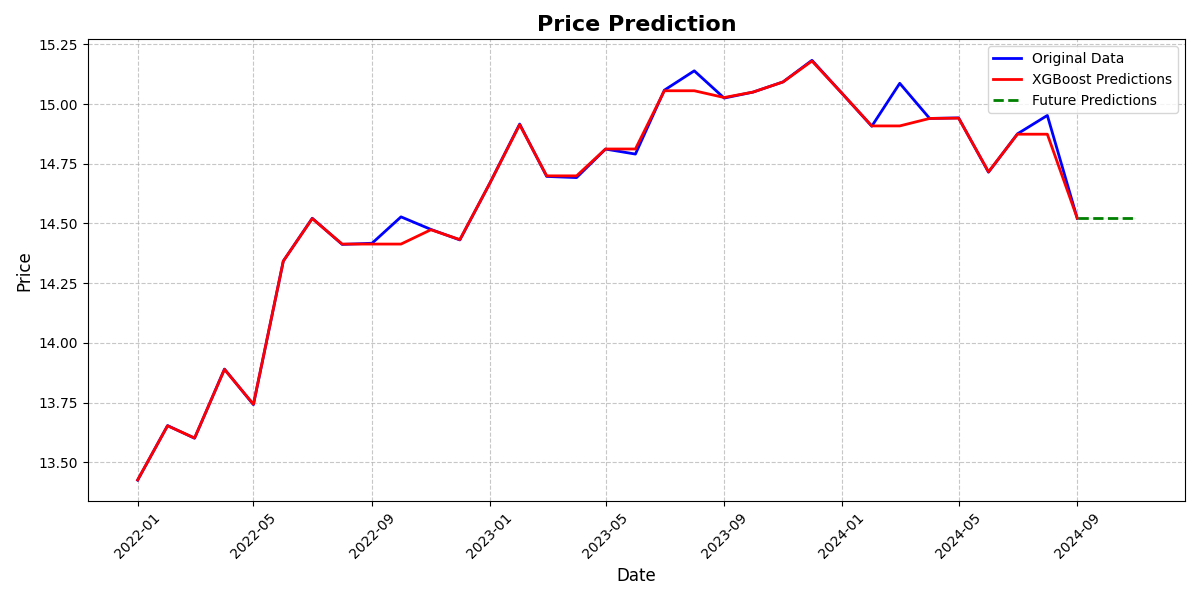 Price Prediction
Original Data
XGBoost Predictions
Future Predictions
Price
15.25
15.00
14.75
14.50
14.25
14.00
13.75
13.50
2022-01
2022-05
2022-09
2023-01
2023-05
2023-09
2024-01
2024-05
2024-09
Date